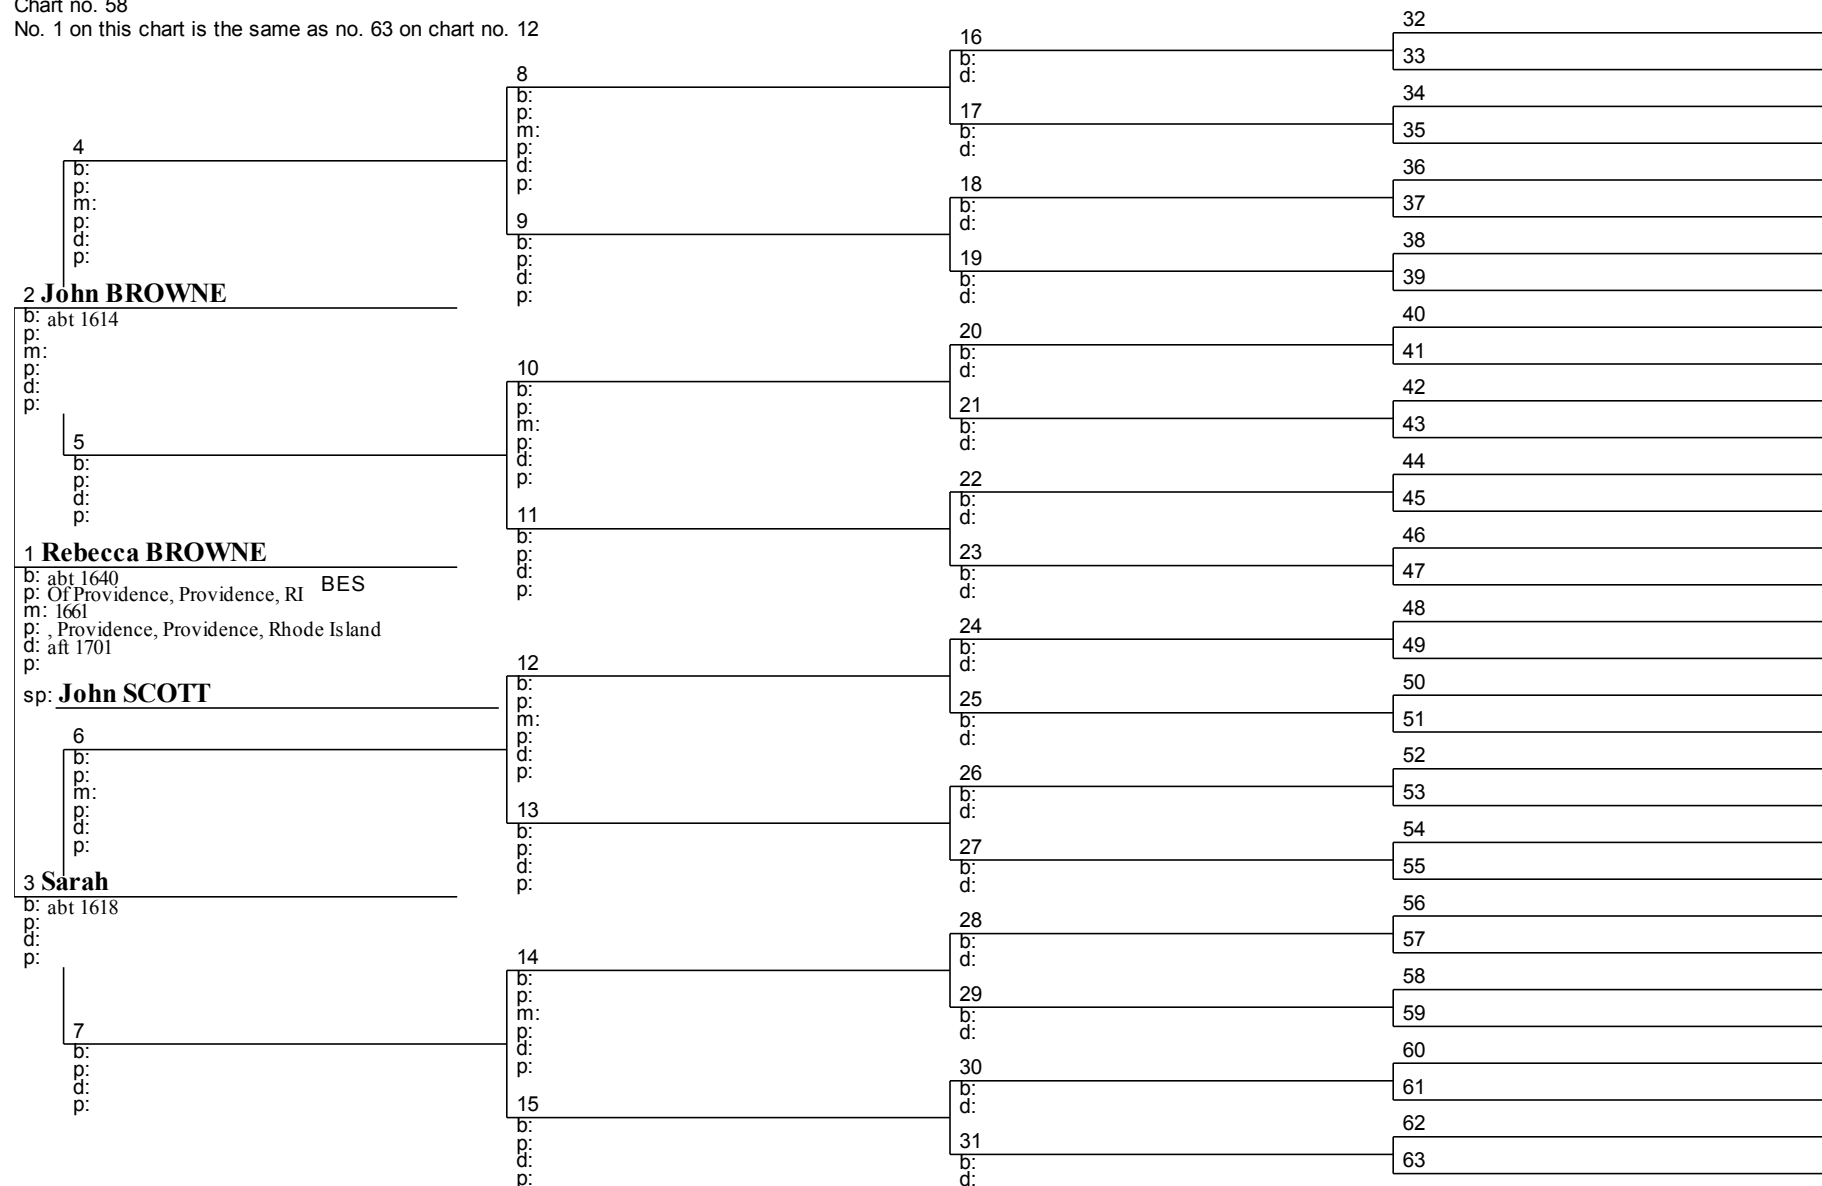 Chart no. 58
No. 1 on this chart is the same as no. 63 on chart no. 12
2 John BROWNE
b: abt 1614
p:
m:
p:
d:
p:
1 Rebecca BROWNE
b: abt 1640
p: Of Providence, Providence, RI BES
m: 1661
p: , Providence, Providence, Rhode Island
d: aft 1701
p:
sp: John SCOTT
3 Sarah
b: abt 1618
p:
d:
p:
4
b:
p:
m:
p:
d:
p:
5
b:
p:
d:
p:
6
b:
p:
m:
p:
d:
p:
7
b:
p:
d:
p:
8
b:
p:
m:
p:
d:
p:
9
b:
p:
d:
p:
10
b:
p:
m:
p:
d:
p:
11
b:
p:
d:
p:
12
b:
p:
m:
p:
d:
p:
13
b:
p:
d:
p:
14
b:
p:
m:
p:
d:
p:
15
b:
p:
d:
p:
16
b:
d:
17
b:
d:
18
b:
d:
19
b:
d:
20
b:
d:
21
b:
d:
22
b:
d:
23
b:
d:
24
b:
d:
25
b:
d:
26
b:
d:
27
b:
d:
28
b:
d:
29
b:
d:
30
b:
d:
31
b:
d:
32
33
34
35
36
37
38
39
40
41
42
43
44
45
46
47
48
49
50
51
52
53
54
55
56
57
58
59
60
61
62
63